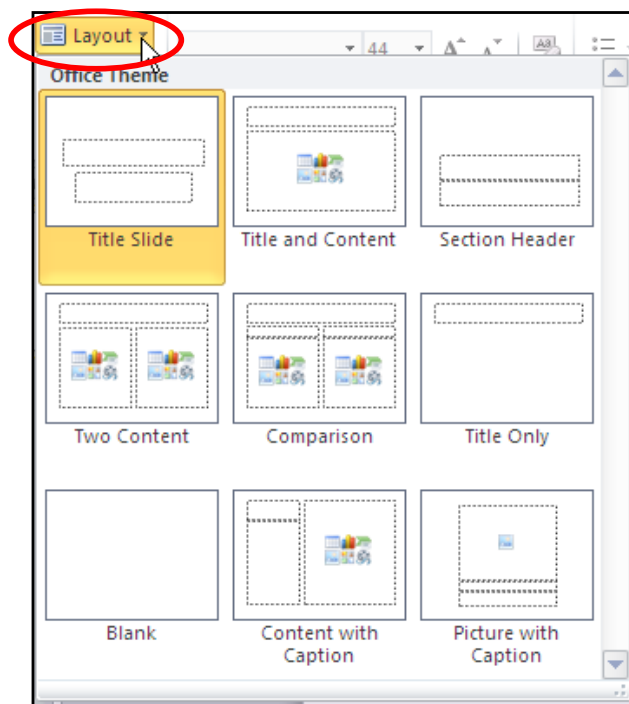 Layout
44
Office Theme
Title Slide
Title and Content
Section Header
Two Content
Comparison
Title Only
Blank
Content with
Caption
Picture with
Caption